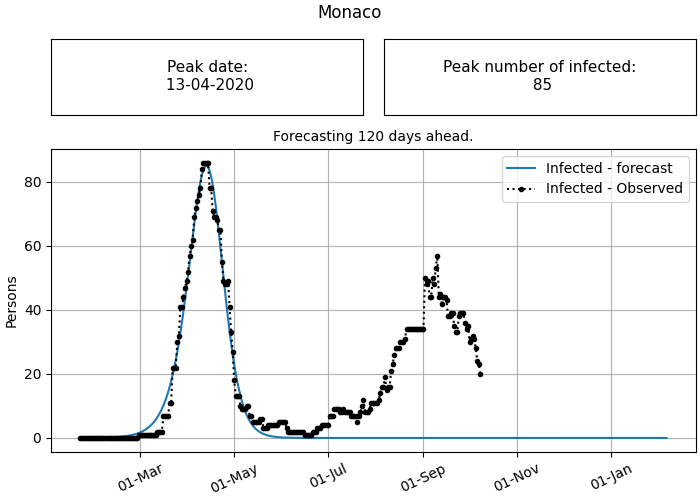 Monaco
Peak date:
13-04-2020
Peak number of infected:
85
Forecasting 120 days ahead.
Infected - forecast
Infected - Observed
Persons
80
60
40
20
0
01-Mar
01-May
01-Jul
01-Sep
01-Nov
01-Jan